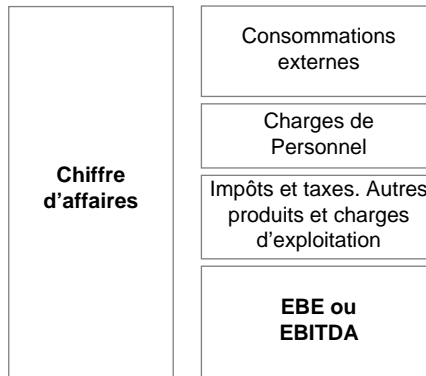 Chiffre
d’affaires
Consommations
externes
Charges de
Personnel
Impôts et taxes. Autres
produits et charges
d’exploitation
EBE ou
EBITDA